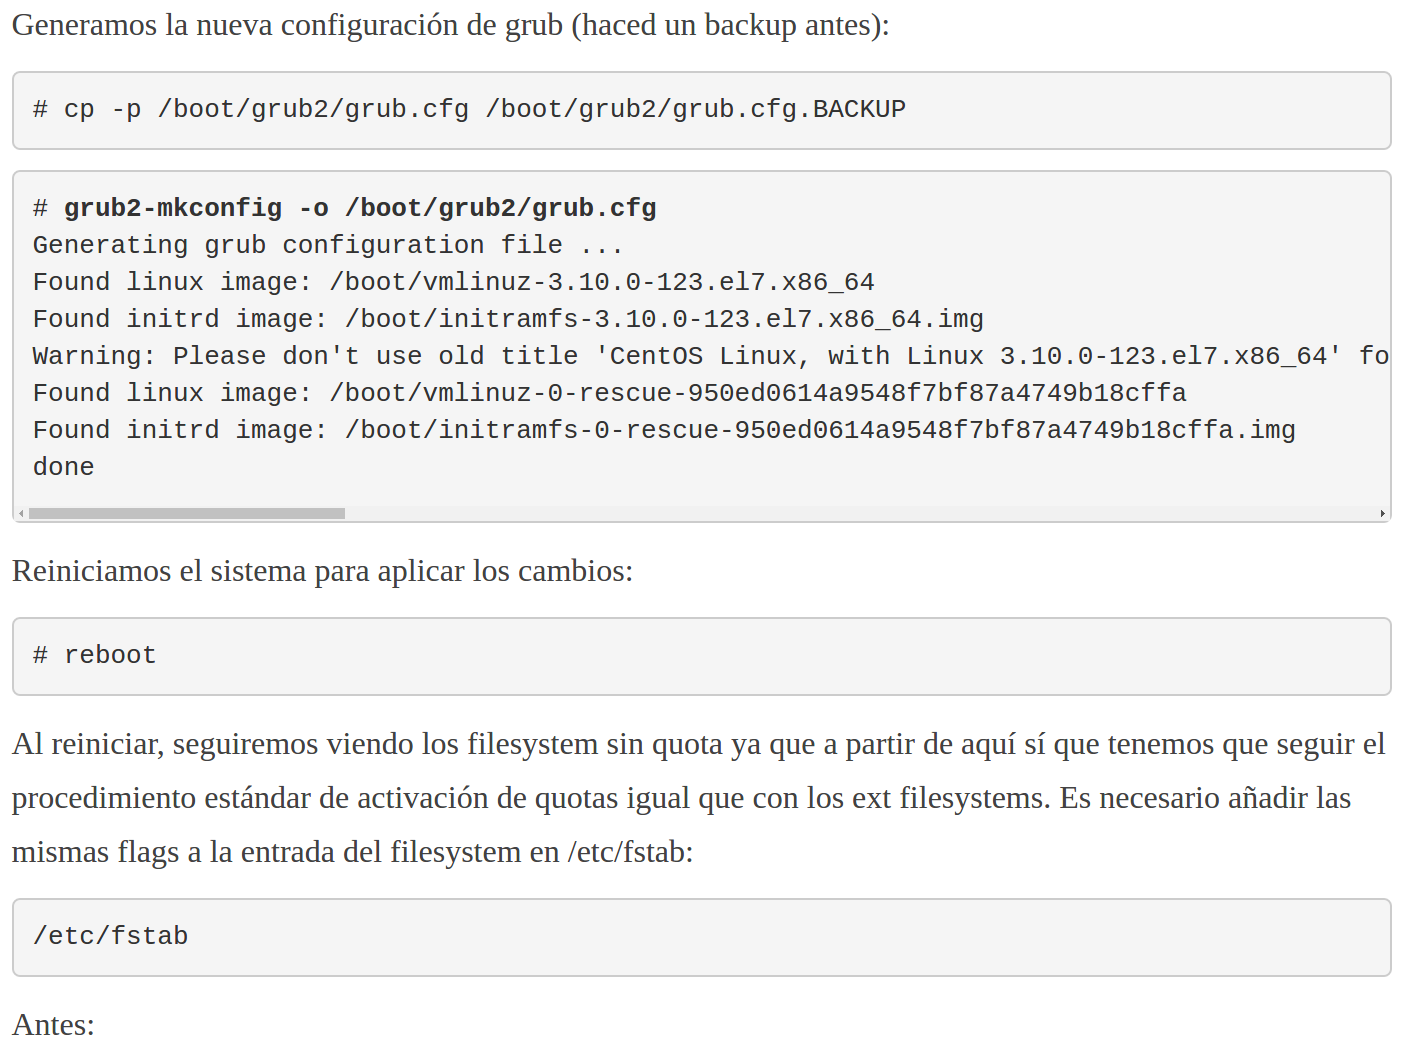 Generamos la nueva configuración de grub (haced un backup antes):
# cp -p /boot/grub2/grub.cfg /boot/grub2/grub.cfg.BACKUP
# grub2-mkconfig -o /boot/grub2/grub.cfg
Generating grub configuration file ...
Found linux image: /boot/vmlinuz-3.10.0-123.el7.x86_64
Found initrd image: /boot/initramfs-3.10.0-123.el7.x86_64.img
Warning: Please don't use old title 'CentOS Linux, with Linux 3.10.0-123.el7.x86_64' fo
Found linux image: /boot/vmlinuz-0-rescue-950ed0614a9548f7bf87a4749b18cffa
Found initrd image: /boot/initramfs-0-rescue-950ed0614a9548f7bf87a4749b18cffa.img
done
Reiniciamos el sistema para aplicar los cambios:
# reboot
Al reiniciar, seguiremos viendo los filesystem sin quota ya que a partir de aquí sí que tenemos que seguir el
procedimiento estándar de activación de quotas igual que con los ext filesystems. Es necesario añadir las
mismas flags a la entrada del filesystem en /etc/fstab:
/etc/fstab
Antes: